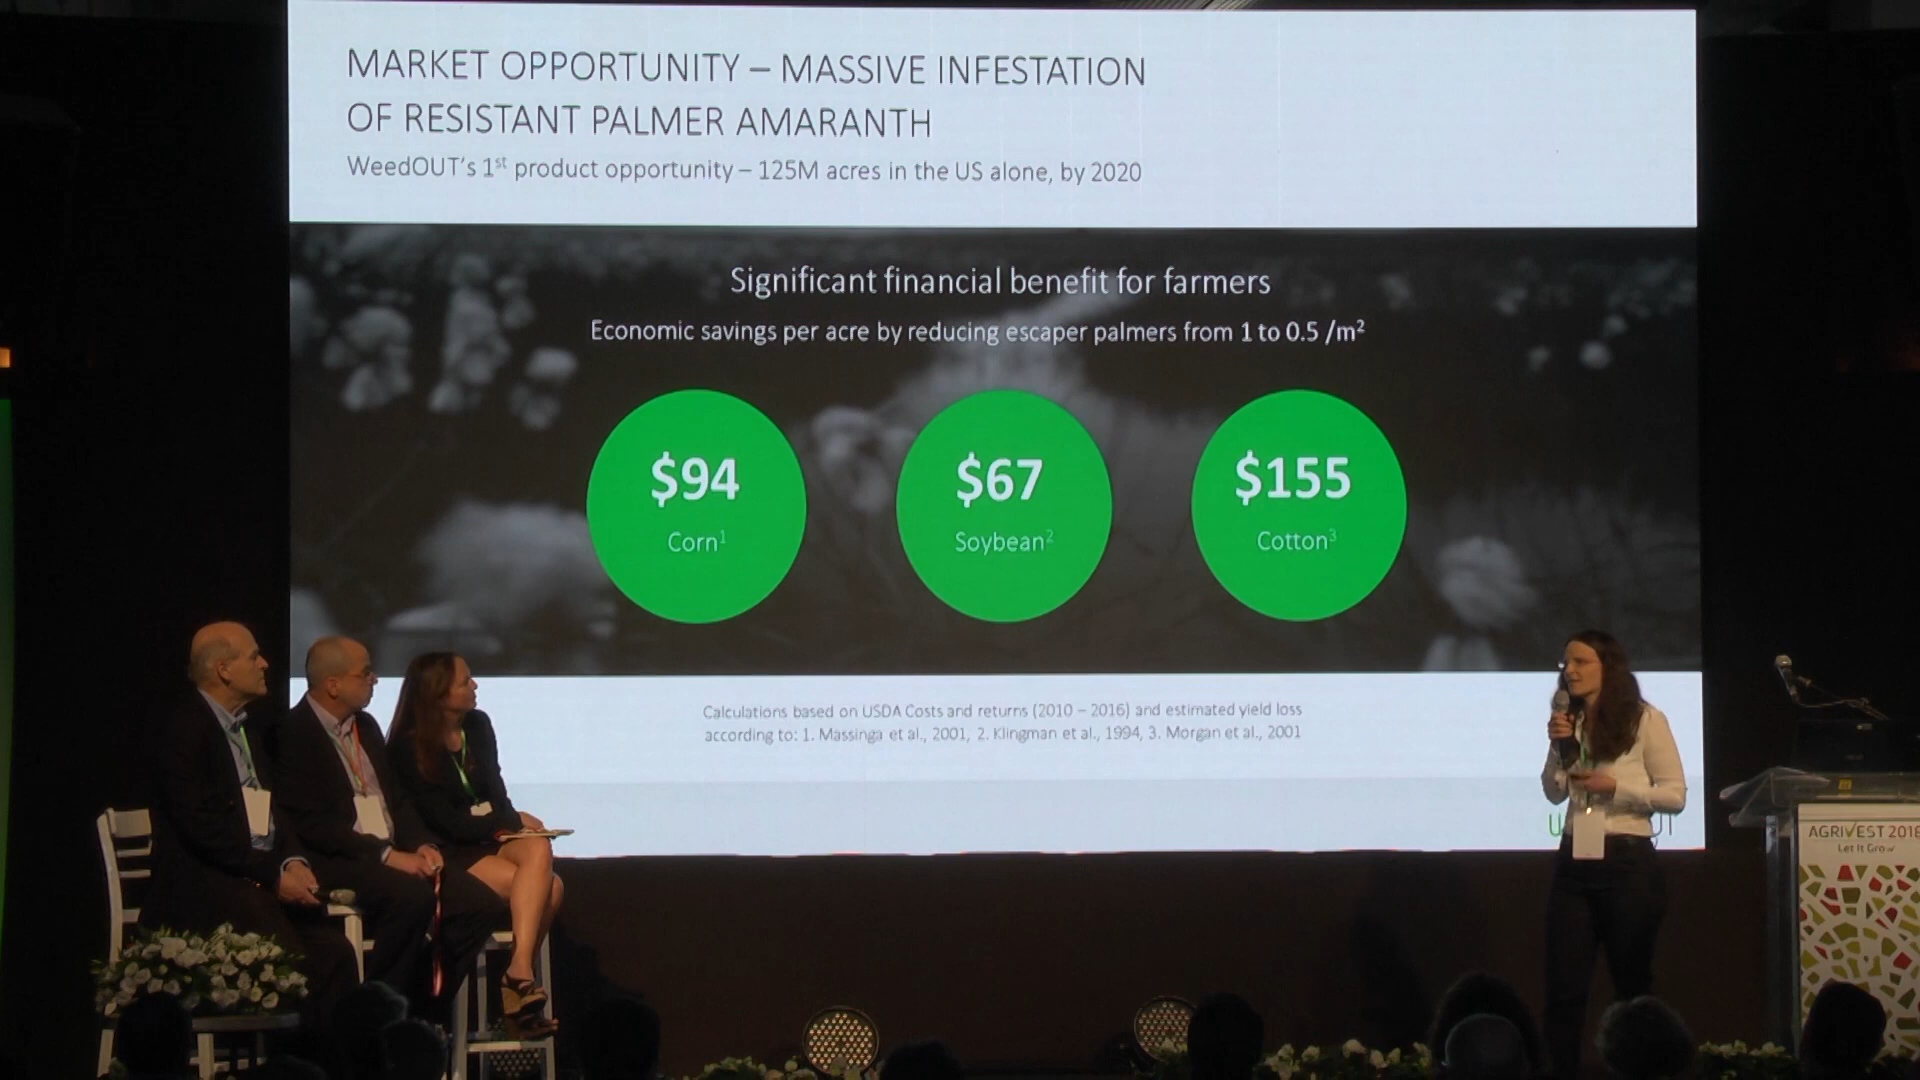 MARKET OPPORTUNITY – MASSIVE INFESTATION
OF RESISTANT PALMER AMARANTH
WeedOUT's 1st product opportunity – 125M acres in the US alone, by 2020
Significant financial benefit for farmers
Economic savings per acre by reducing escaper palmers from 1 to 0.5 /m²
$94
Corn¹
$67
Soybean²
$155
Cotton³
Calculations based on USDA Costs and returns (2010 – 2016) and estimated yield loss
according to: 1. Massinga et al., 2001, 2. Klingman et al., 1994, 3. Morgan et al., 2001
AGRIVEST 2018
Let It Grow